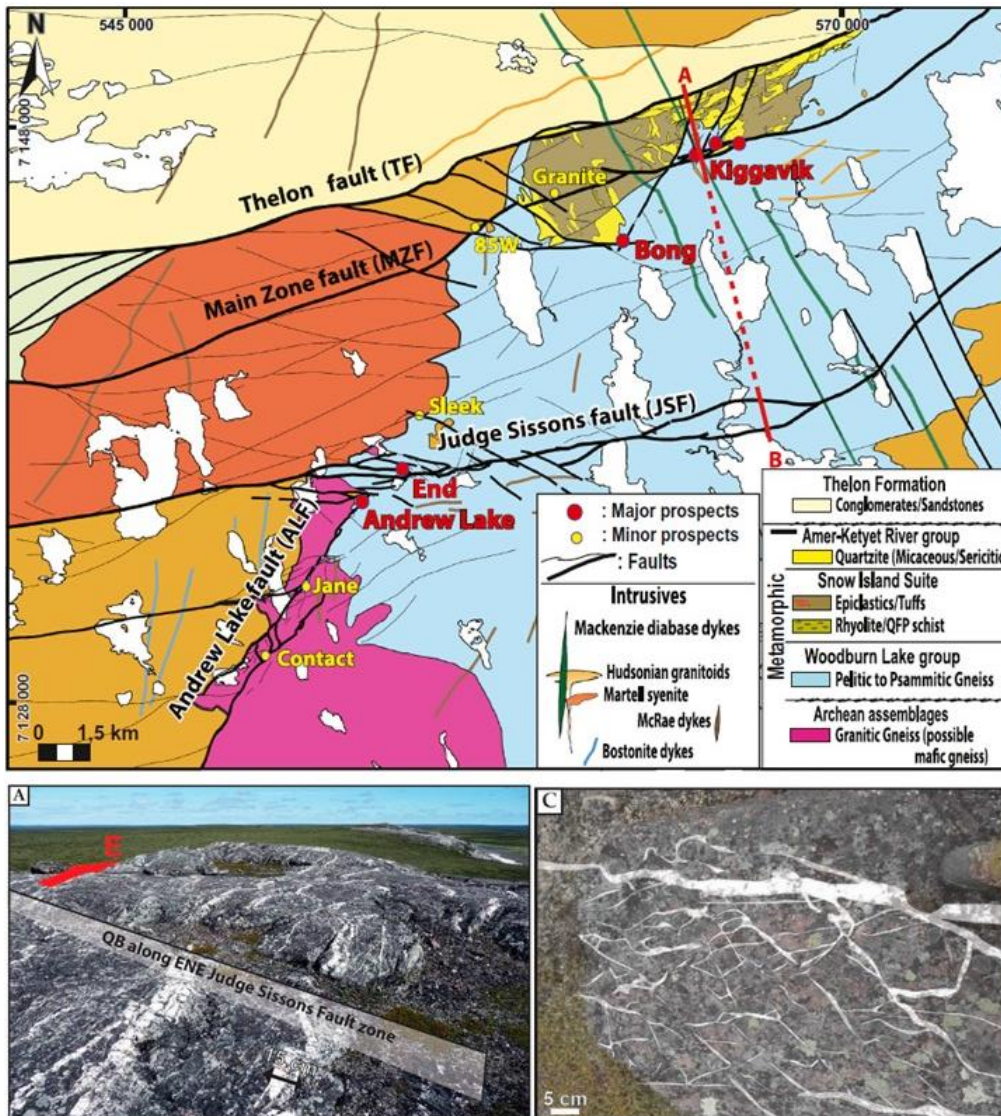 545 000
570 000
N
A
7 148 000
Thelon fault (TF)
Granite
Kiggavik
85W
Bong
Main Zone fault (MZF)
Sleek
Judge Sissons fault (JSF)
B
End
Andrew Lake
Andrew Lake fault (ALF)
Jane
Contact
7 128 000
0 1,5 km
: Major prospects
: Minor prospects
: Faults
Intrusives
Mackenzie diabase dykes
Hudsonian granitoids
Martell syenite
McRae dykes
Bostonite dykes
Thelon Formation
Conglomerates/Sandstones
Metamorphic
Amer-Ketyet River group
Quartzite (Micaceous/Sericitic
Snow Island Suite
Epiclastics/Tuffs
Rhyolite/QFP schist
Woodburn Lake group
Pelitic to Psammitic Gneiss
Archean assemblages
Granitic Gneiss (possible
mafic gneiss)
A
E
QB along ENE Judge Sissons Fault zone
15 cm
C
5 cm